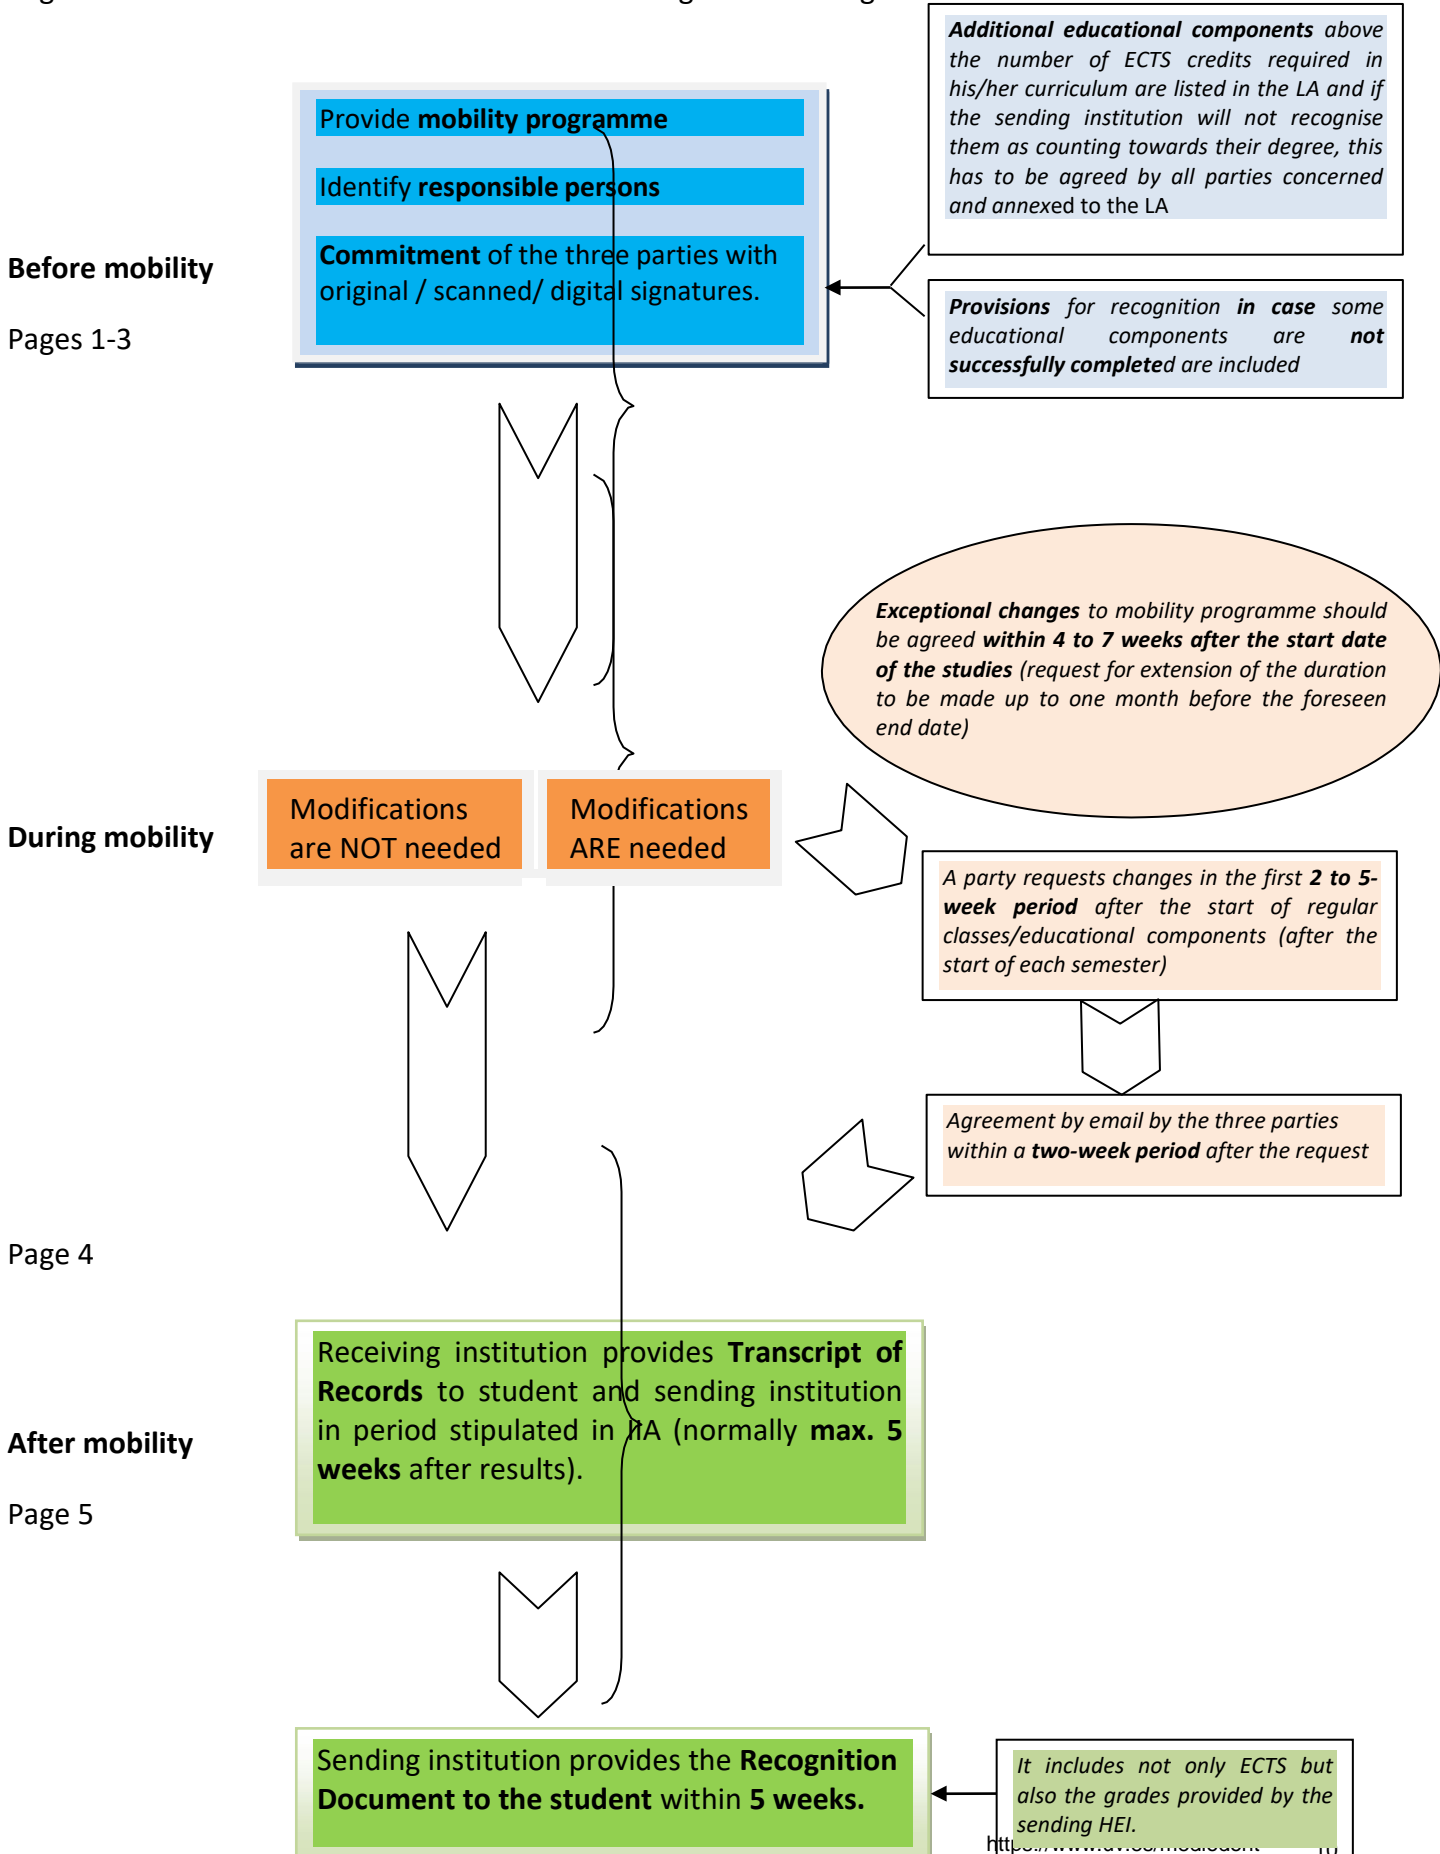 Additional educational components above
the number of ECTS credits required in
his/her curriculum are listed in the LA and if
the sending institution will not recognise
them as counting towards their degree, this
has to be agreed by all parties concerned
and annexed to the LA
Provide mobility programme
Identify responsible persons
Commitment of the three parties with
original / scanned/ digital signatures.
Before mobility
Pages 1-3
Provisions for recognition in case some
educational components are not
successfully completed are included
Exceptional changes to mobility programme should
be agreed within 4 to 7 weeks after the start date
of the studies (request for extension of the duration
to be made up to one month before the foreseen
end date)
During mobility
Modifications
are NOT needed
Modifications
ARE needed
A party requests changes in the first 2 to 5-
week period after the start of regular
classes/educational components (after the
start of each semester)
Agreement by email by the three parties
within a two-week period after the request
Page 4
Receiving institution provides Transcript of
Records to student and sending institution
in period stipulated in IIA (normally max. 5
weeks after results).
After mobility
Page 5
Sending institution provides the Recognition
Document to the student within 5 weeks.
It includes not only ECTS but
also the grades provided by the
sending HEI.